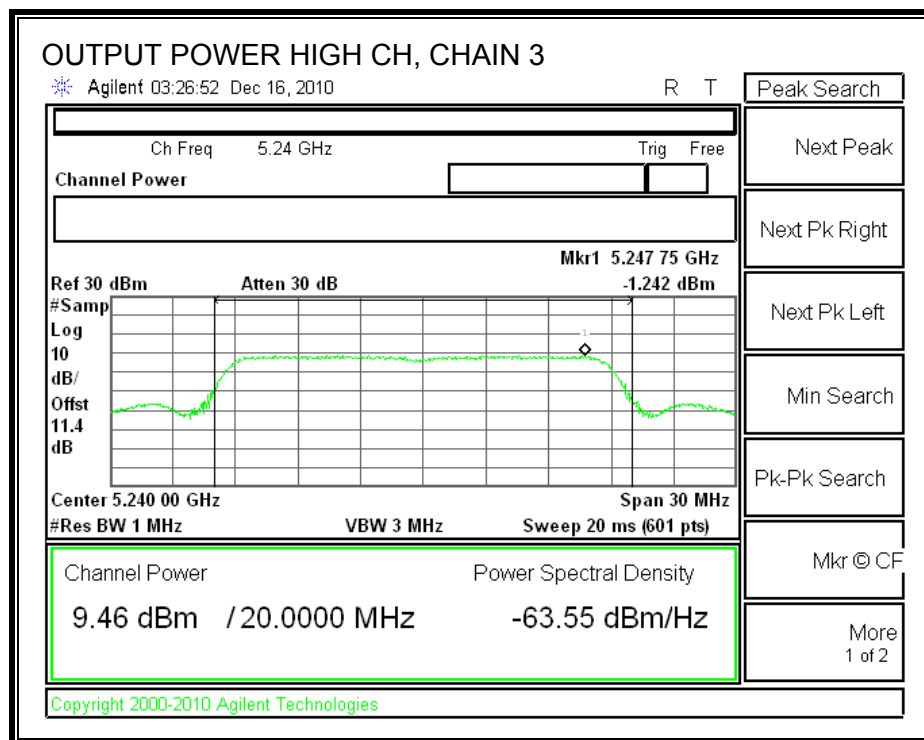 OUTPUT POWER HIGH CH, CHAIN 3
Agilent 03:26:52 Dec 16, 2010 R T
Peak Search
Ch Freq 5.24 GHz Trig Free
Channel Power
Mkr1 5.247 75 GHz
Ref 30 dBm Atten 30 dB -1.242 dBm
#Samp
Log
10
dB/
Offst
11.4
dB
1
Center 5.240 00 GHz Span 30 MHz
#Res BW 1 MHz VBW 3 MHz Sweep 20 ms (601 pts)
Channel Power Power Spectral Density
9.46 dBm / 20.0000 MHz -63.55 dBm/Hz
Next Peak
Next Pk Right
Next Pk Left
Min Search
Pk-Pk Search
Mkr © CF
More
1 of 2
Copyright 2000-2010 Agilent Technologies